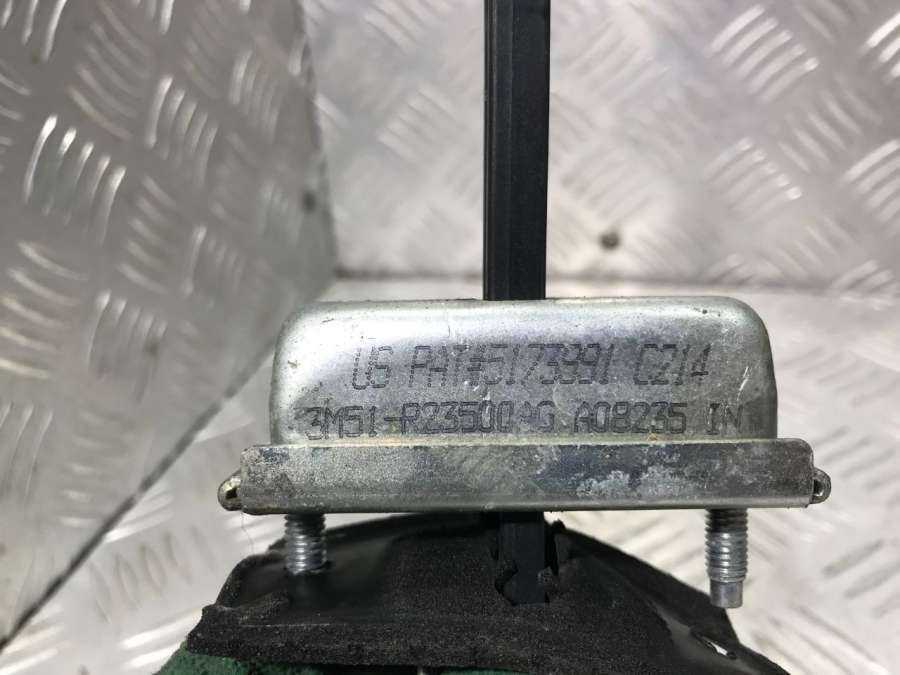 US PAT#5173991 C214
3M51-R23500AG A08235 IN